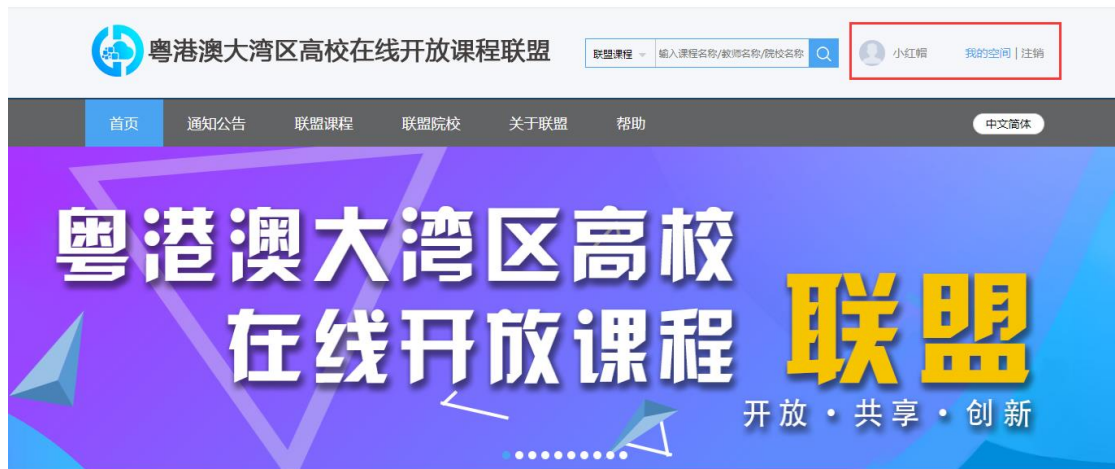 粤港澳大湾区高校在线开放课程联盟
联盟课程 输入课程名称/教师名称/院校名称
小红帽 我的空间 | 注销
首页 通知公告 联盟课程 联盟院校 关于联盟 帮助 中文简体
粤港澳大湾区高校
在线开放课程 联盟
开放·共享·创新